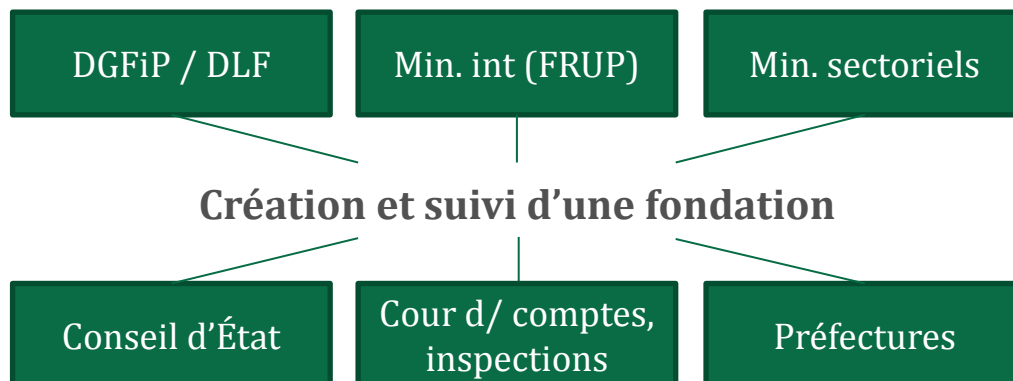 DGFiP / DLF
Min. int (FRUP)
Min. sectoriels
Création et suivi d’une fondation
Conseil d’État
Cour d/ comptes,
inspections
Préfectures